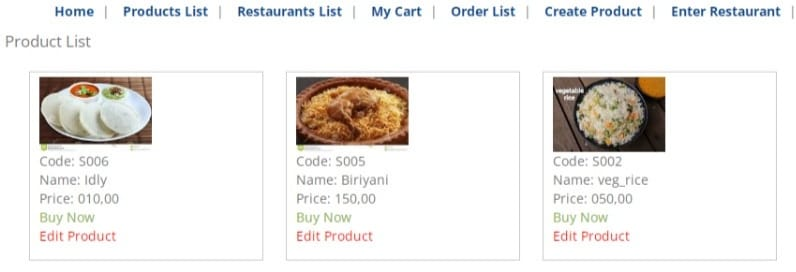 Home | Products List | Restaurants List | My Cart | Order List | Create Product | Enter Restaurant |
Product List
vegetable
rice
Code: S006
Name: Idly
Price: 010,00
Buy Now
Edit Product
Code: S005
Name: Biriyani
Price: 150,00
Buy Now
Edit Product
Code: S002
Name: veg_rice
Price: 050,00
Buy Now
Edit Product